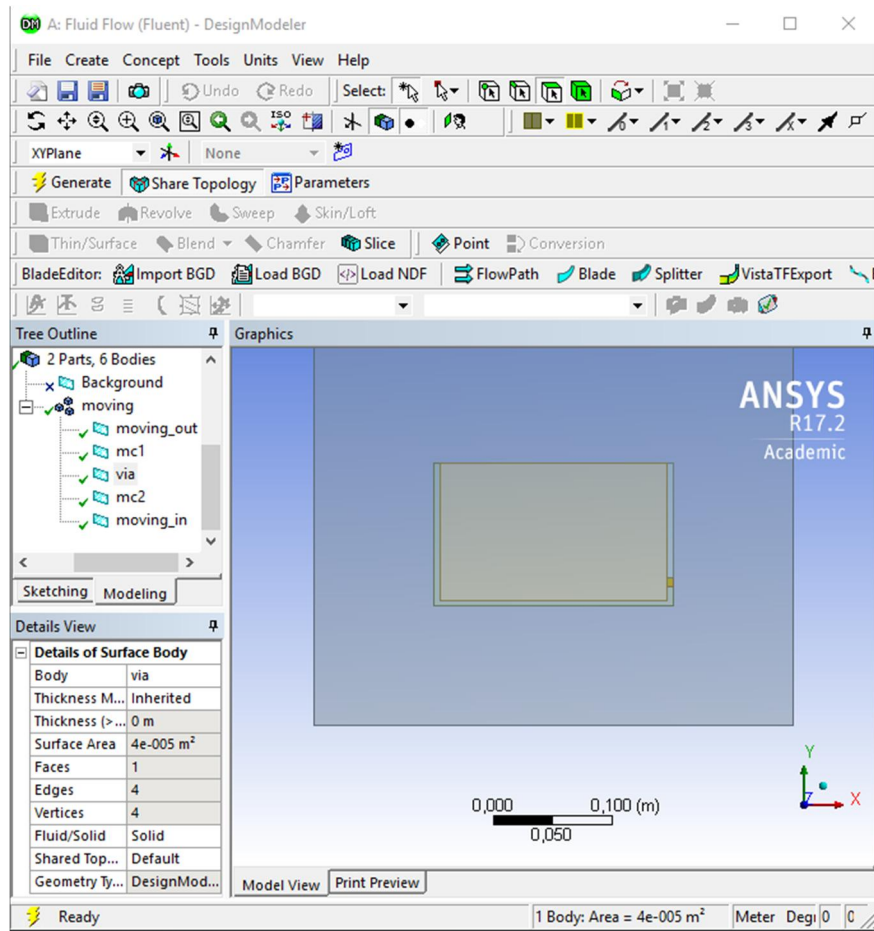 A: Fluid Flow (Fluent) - DesignModeler
File Create Concept Tools Units View Help
Undo Redo Select:
ISO
XYPlane None
Generate Share Topology Parameters
Extrude Revolve Sweep Skin/Loft
Thin/Surface Blend Chamfer Slice Point Conversion
BladeEditor: Import BGD Load BGD Load NDF FlowPath Blade Splitter VistaTFExport
Tree Outline
2 Parts, 6 Bodies
Background
moving
moving_out
mc1
via
mc2
moving_in
Sketching Modeling
Details View
Details of Surface Body
Body via
Thickness M... Inherited
Thickness (>... 0 m
Surface Area 4e-005 m²
Faces 1
Edges 4
Vertices 4
Fluid/Solid Solid
Shared Top... Default
Geometry Ty... DesignMod...
Graphics
ANSYS
R17.2
Academic
Y
Z X
0,000 0,100 (m)
0,050
Model View Print Preview
Ready 1 Body: Area = 4e-005 m² Meter Degr 0